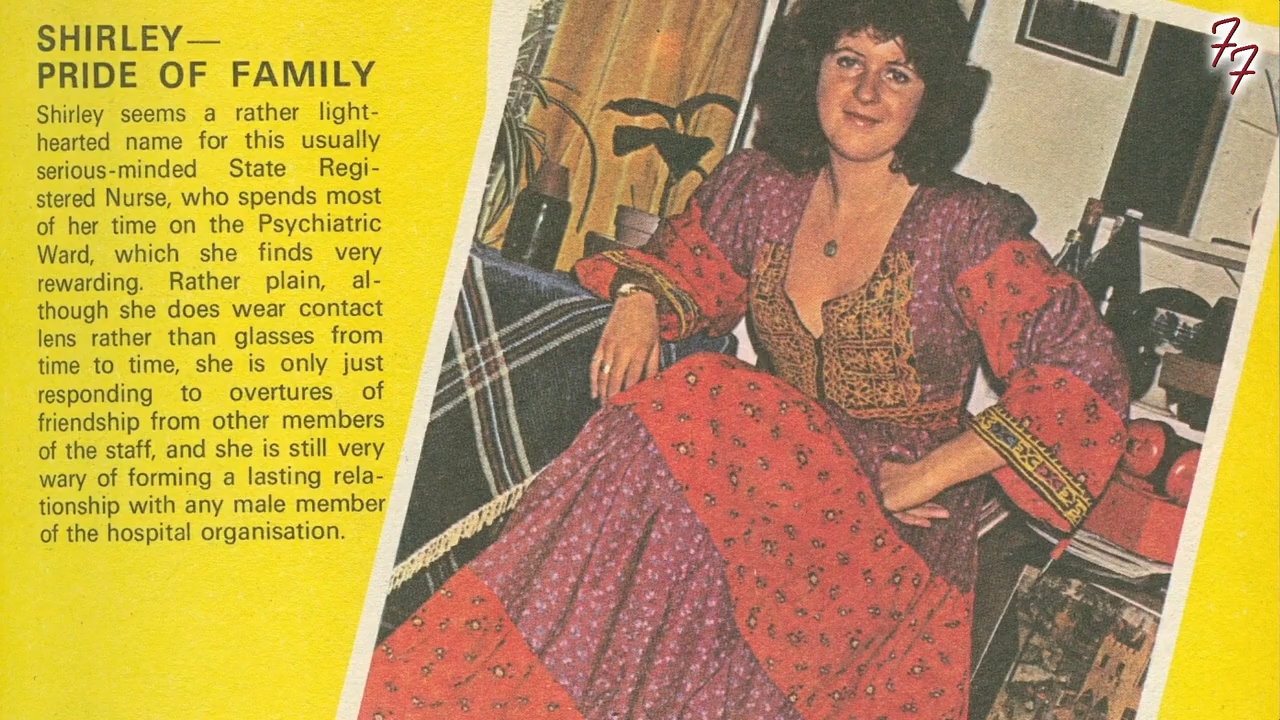 SHIRLEY—
PRIDE OF FAMILY
Shirley seems a rather light-
hearted name for this usually
serious-minded State Regi-
stered Nurse, who spends most
of her time on the Psychiatric
Ward, which she finds very
rewarding. Rather plain, al-
though she does wear contact
lens rather than glasses from
time to time, she is only just
responding to overtures of
friendship from other members
of the staff, and she is still very
wary of forming a lasting rela-
tionship with any male member
of the hospital organisation.
77